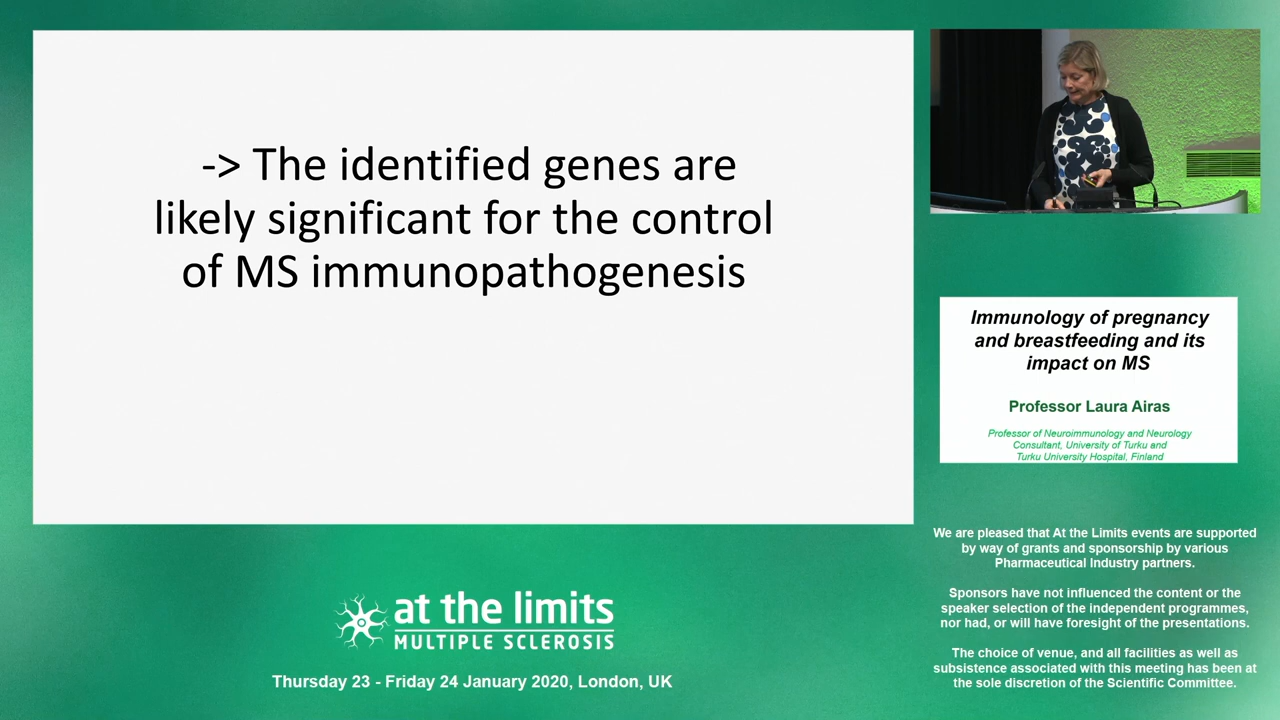 -> The identified genes are
likely significant for the control
of MS immunopathogenesis
Immunology of pregnancy
and breastfeeding and its
impact on MS
Professor Laura Airas
Professor of Neuroimmunology and Neurology
Consultant, University of Turku and
Turku University Hospital, Finland
We are pleased that At the Limits events are supported
by way of grants and sponsorship by various
Pharmaceutical Industry partners.
Sponsors have not influenced the content or the
speaker selection of the independent programmes,
nor had, or will have foresight of the presentations.
The choice of venue, and all facilities as well as
subsistence associated with this meeting has been at
the sole discretion of the Scientific Committee.
at the limits
MULTIPLE SCLEROSIS
Thursday 23 - Friday 24 January 2020, London, UK